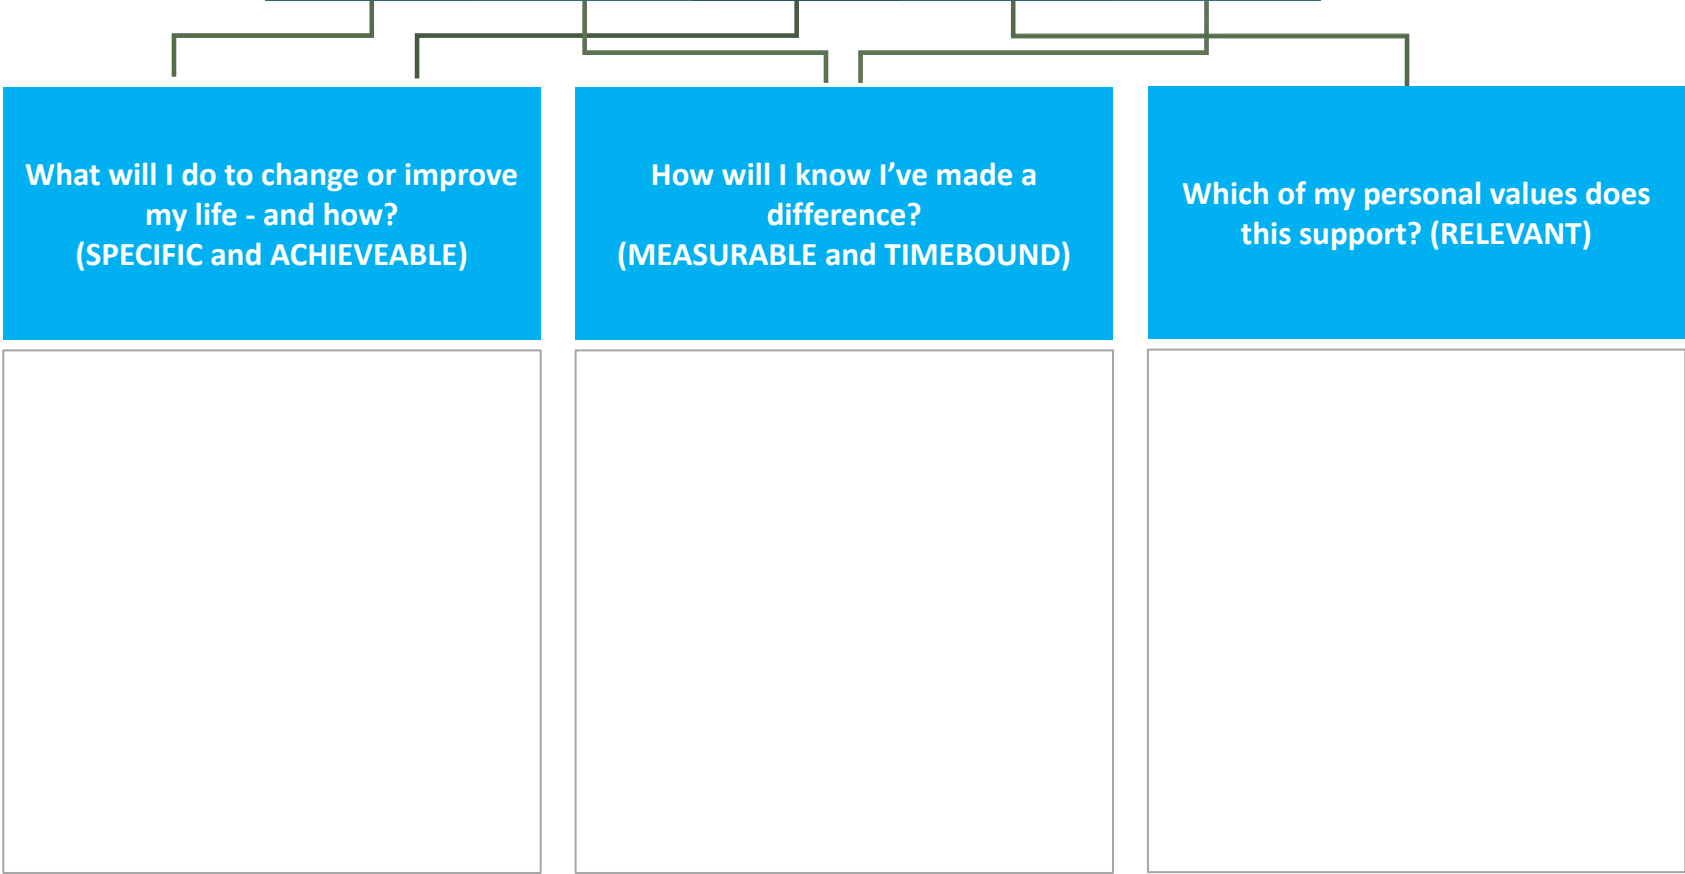 What will I do to change or improve
my life - and how?
(SPECIFIC and ACHIEVEABLE)
How will I know I've made a
difference?
(MEASURABLE and TIMEBOUND)
Which of my personal values does
this support? (RELEVANT)